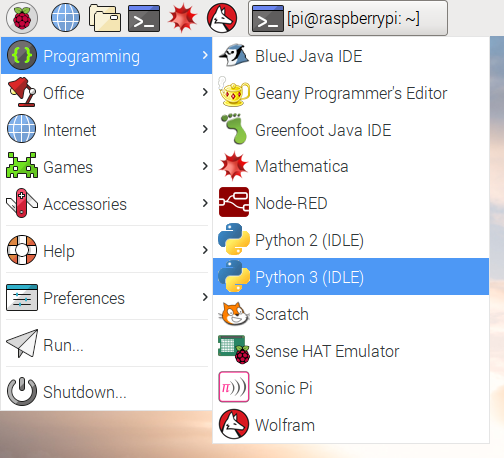 [pi@raspberrypi: ~]
Programming
Office
Internet
Games
Accessories
Help
Preferences
Run...
Shutdown...
BlueJ Java IDE
Geany Programmer's Editor
Greenfoot Java IDE
Mathematica
Node-RED
Python 2 (IDLE)
Python 3 (IDLE)
Scratch
Sense HAT Emulator
Sonic Pi
Wolfram